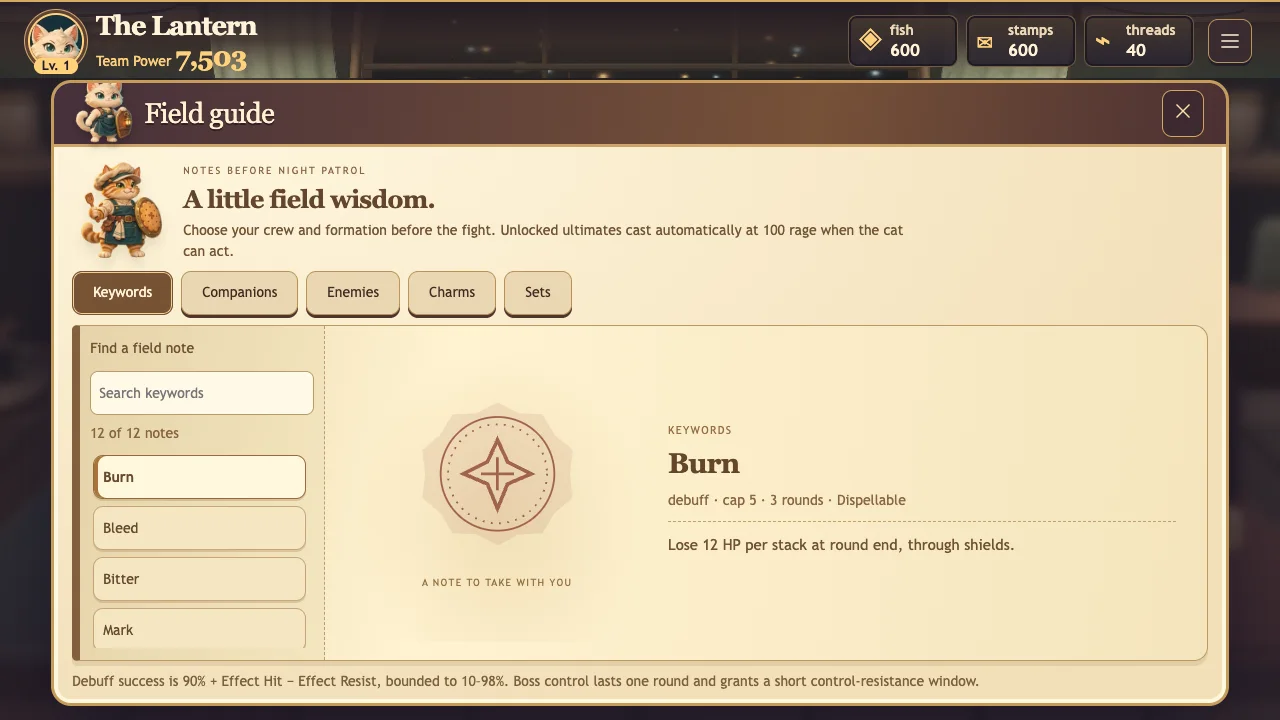 The Lantern
Lv. 1
Team Power 7,503
fish
600
stamps
600
threads
40
Field guide
NOTES BEFORE NIGHT PATROL
A little field wisdom.
Choose your crew and formation before the fight. Unlocked ultimates cast automatically at 100 rage when the cat
can act.
Keywords
Companions
Enemies
Charms
Sets
Find a field note
Search keywords
12 of 12 notes
Burn
Bleed
Bitter
Mark
A NOTE TO TAKE WITH YOU
KEYWORDS
Burn
debuff · cap 5 · 3 rounds · Dispellable
Lose 12 HP per stack at round end, through shields.
Debuff success is 90% + Effect Hit − Effect Resist, bounded to 10–98%. Boss control lasts one round and grants a short control-resistance window.